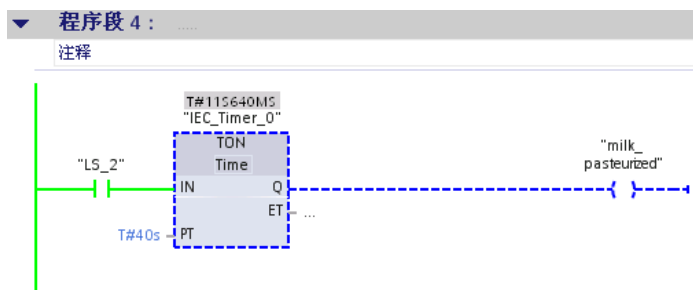 程序段 4：.....
注释
T#11S640MS
"IEC_Timer_0"
TON
Time
"LS_2"
"milk_
pasteurized"
IN
Q
ET
...
T#40s
PT